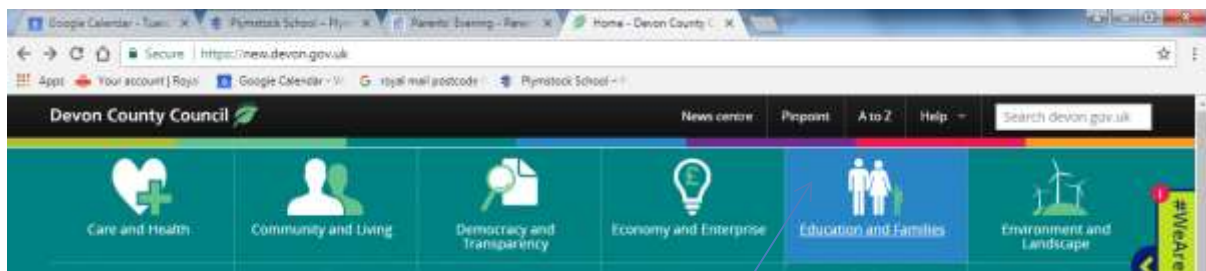 Google Calendar - Tues
Plymstock School – Ply
Parents' Evening - Paren
Home - Devon County C
Secure https://new.devon.gov.uk
Apps Your account | Royal Google Calendar - W royal mail postcode Plymstock School – P
Devon County Council News centre Pinpoint A to Z Help Search devon.gov.uk
Care and Health
Community and Living
Democracy and
Transparency
Economy and Enterprise
Education and Families
Environment and
Landscape
#WeAre